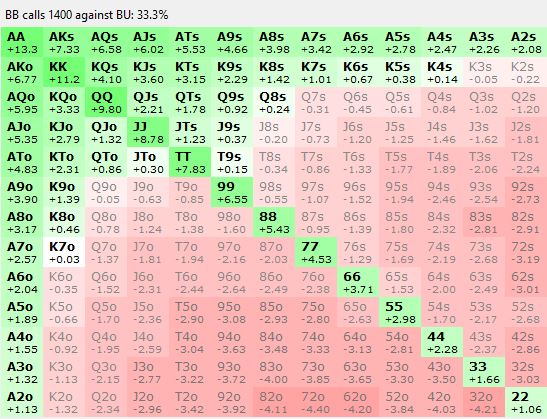 BB calls 1400 against BU: 33.3%
AA AKs AQs AJs ATs A9s A8s A7s A6s A5s A4s A3s A2s
+13.3 +7.33 +6.58 +6.02 +5.53 +4.66 +3.98 +3.42 +2.92 +2.78 +2.47 +2.26 +2.08
AKo KK KQs KJs KTs K9s K8s K7s K6s K5s K4s K3s K2s
+6.77 +11.2 +4.10 +3.60 +3.15 +2.29 +1.42 +1.01 +0.67 +0.38 +0.14 -0.05 -0.22
AQo KQo QQ QJs QTs Q9s Q8s Q7s Q6s Q5s Q4s Q3s Q2s
+5.95 +3.33 +9.80 +2.21 +1.78 +0.92 +0.24 -0.31 -0.45 -0.61 -0.84 -1.02 -1.20
AJo KJo QJo JJ JTs J9s J8s J7s J6s J5s J4s J3s J2s
+5.35 +2.79 +1.32 +8.78 +1.23 +0.37 -0.20 -0.73 -1.20 -1.25 -1.46 -1.62 -1.81
ATo KTo QTo JTo TT T9s T8s T7s T6s T5s T4s T3s T2s
+4.83 +2.31 +0.86 +0.30 +7.83 +0.15 -0.34 -0.86 -1.33 -1.77 -1.89 -2.06 -2.24
A9o K9o Q9o J9o T9o 99 98s 97s 96s 95s 94s 93s 92s
+3.90 +1.39 -0.05 -0.63 -0.85 +6.43 -0.55 -1.07 -1.52 -1.94 -2.46 -2.54 -2.73
A8o K8o Q8o J8o T8o 98o 88 87s 86s 85s 84s 83s 82s
+3.17 +0.46 -0.78 -1.24 -1.38 -1.60 +5.43 -0.95 -1.39 -1.80 -2.32 -2.81 -2.91
A7o K7o Q7o J7o T7o 97o 87o 77 76s 75s 74s 73s 72s
+2.57 +0.03 -1.37 -1.81 -1.94 -2.16 -2.03 +4.53 -1.29 -1.69 -2.19 -2.68 -3.19
A6o K6o Q6o J6o T6o 96o 86o 76o 66 65s 64s 63s 62s
+2.04 -0.35 -1.52 -2.31 -2.44 -2.64 -2.49 -2.38 +3.71 -1.53 -2.00 -2.49 -3.01
A5o K5o Q5o J5o T5o 95o 85o 75o 65o 55 54s 53s 52s
+1.89 -0.66 -1.70 -2.36 -2.90 -3.08 -2.93 -2.80 -2.63 +2.98 -1.70 -2.17 -2.68
A4o K4o Q4o J4o T4o 94o 84o 74o 64o 54o 44 43s 42s
+1.55 -0.92 -1.95 -2.59 -3.04 -3.63 -3.48 -3.33 -3.13 -2.81 +2.28 -2.37 -2.86
A3o K3o Q3o J3o T3o 93o 83o 73o 63o 53o 43o 33 32s
+1.32 -1.13 -2.15 -2.77 -3.22 -3.72 -4.00 -3.85 -3.65 -3.30 -3.50 +1.66 -3.03
A2o K2o Q2o J2o T2o 92o 82o 72o 62o 52o 42o 32o 22
+1.11 -1.32 -2.34 -2.96 -3.42 -3.92 -4.11 -4.40 -4.20 -3.84 -4.03 -4.21 +1.06